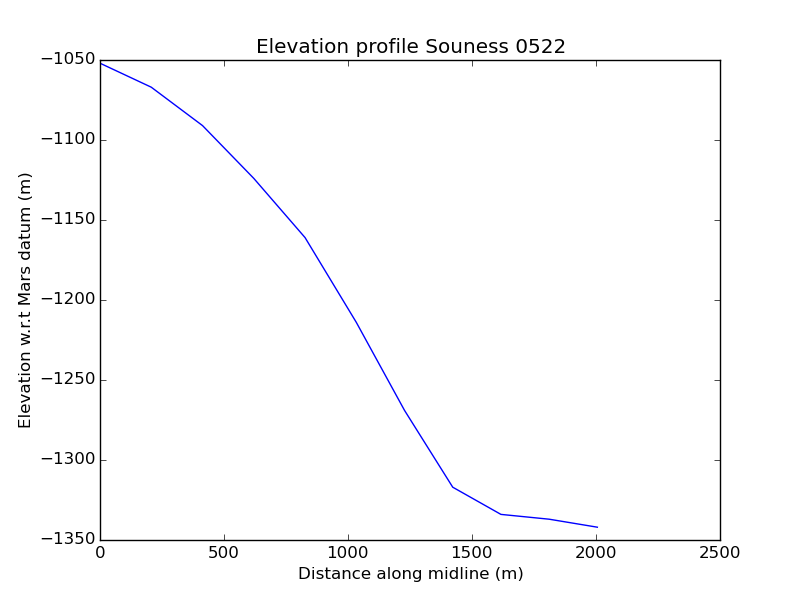 Elevation profile Souness 0522
−1050
−1100
−1150
−1200
−1250
−1300
−1350
Elevation w.r.t Mars datum (m)
0 500 1000 1500 2000 2500
Distance along midline (m)